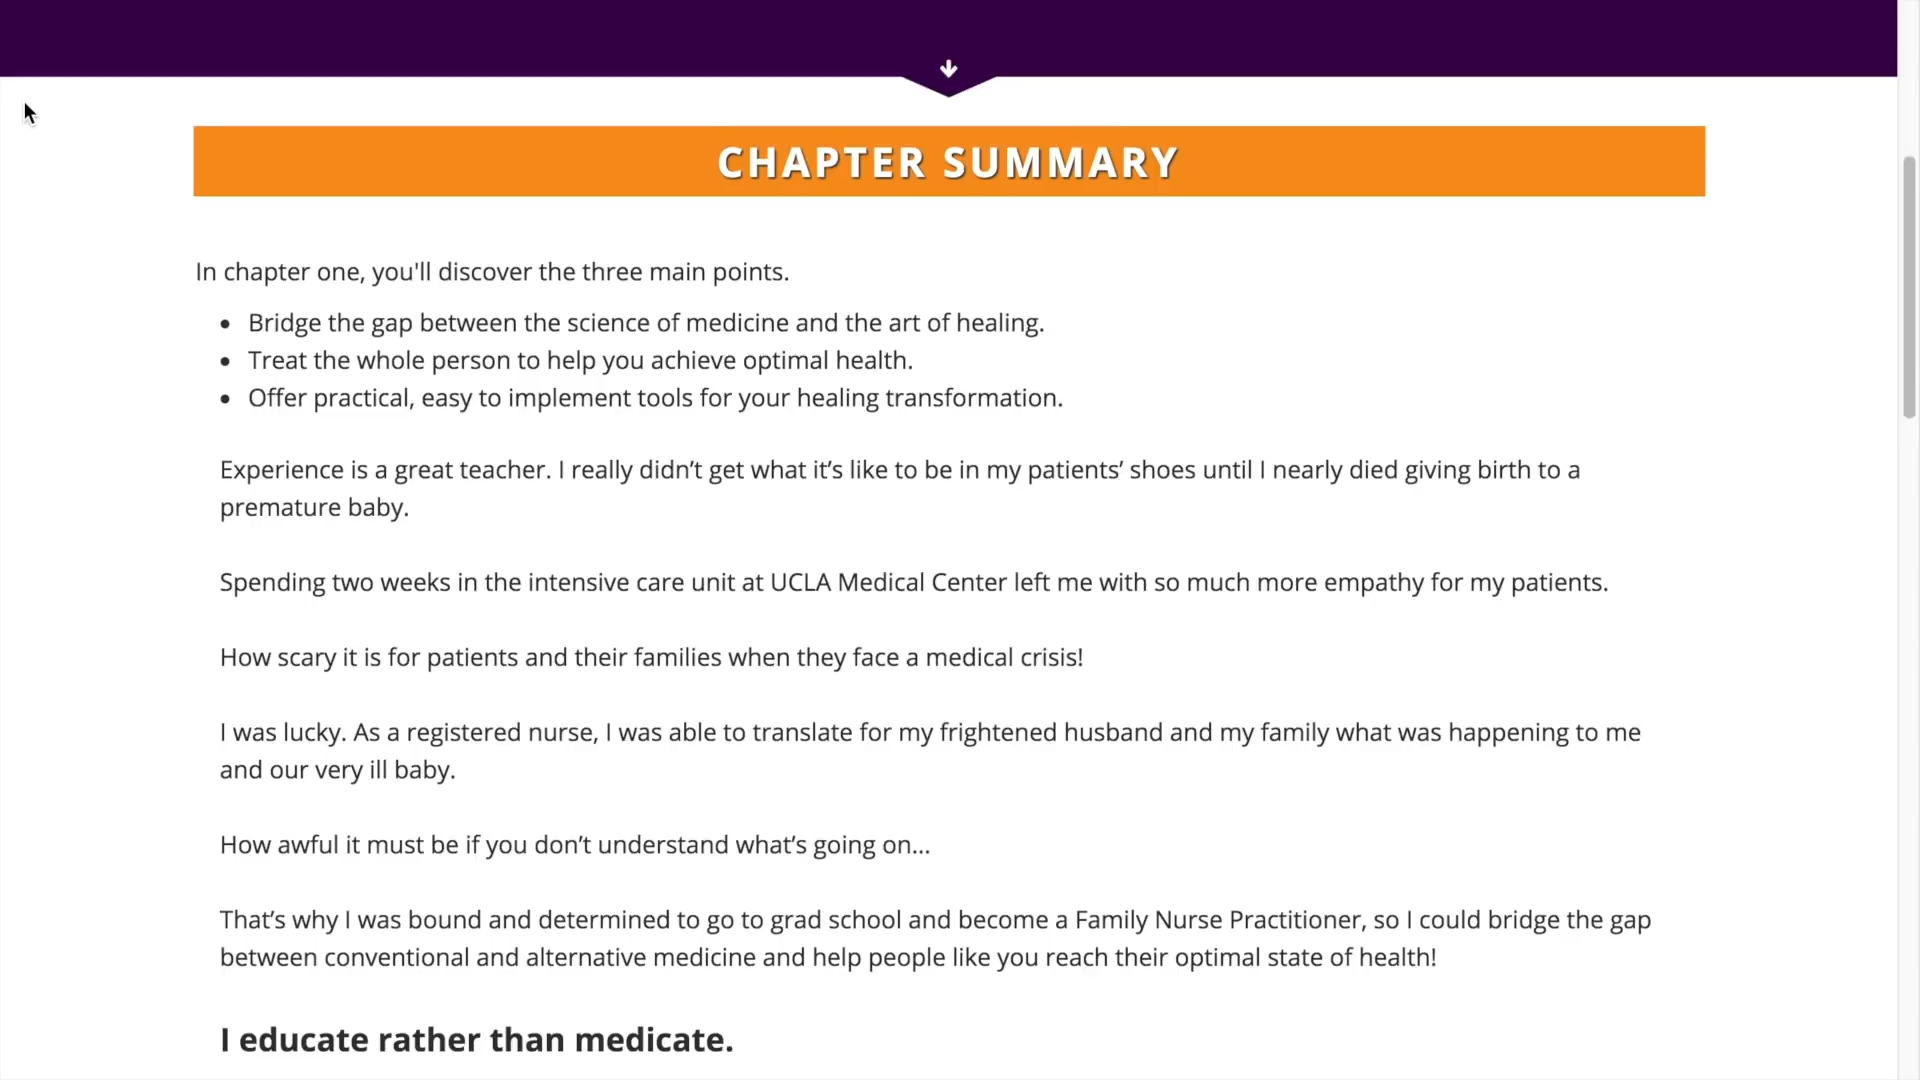 CHAPTER SUMMARY
In chapter one, you'll discover the three main points.
• Bridge the gap between the science of medicine and the art of healing.
• Treat the whole person to help you achieve optimal health.
• Offer practical, easy to implement tools for your healing transformation.
Experience is a great teacher. I really didn’t get what it’s like to be in my patients’ shoes until I nearly died giving birth to a
premature baby.
Spending two weeks in the intensive care unit at UCLA Medical Center left me with so much more empathy for my patients.
How scary it is for patients and their families when they face a medical crisis!
I was lucky. As a registered nurse, I was able to translate for my frightened husband and my family what was happening to me
and our very ill baby.
How awful it must be if you don’t understand what’s going on…
That’s why I was bound and determined to go to grad school and become a Family Nurse Practitioner, so I could bridge the gap
between conventional and alternative medicine and help people like you reach their optimal state of health!
I educate rather than medicate.